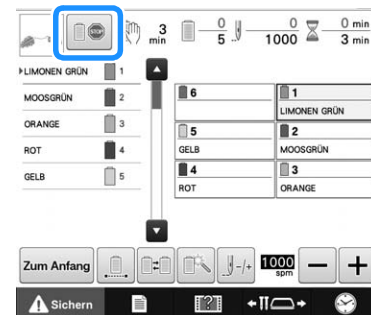 STOP
3 min
0 5
0 1000
0 min 3 min
LIMONEN GRÜN 1
MOOSGRÜN 2
ORANGE 3
ROT 4
GELB 5
6
1 LIMONEN GRÜN
5 GELB
2 MOOSGRÜN
4 ROT
3 ORANGE
Zum Anfang -/+ 1000 spm − +
Sichern ?